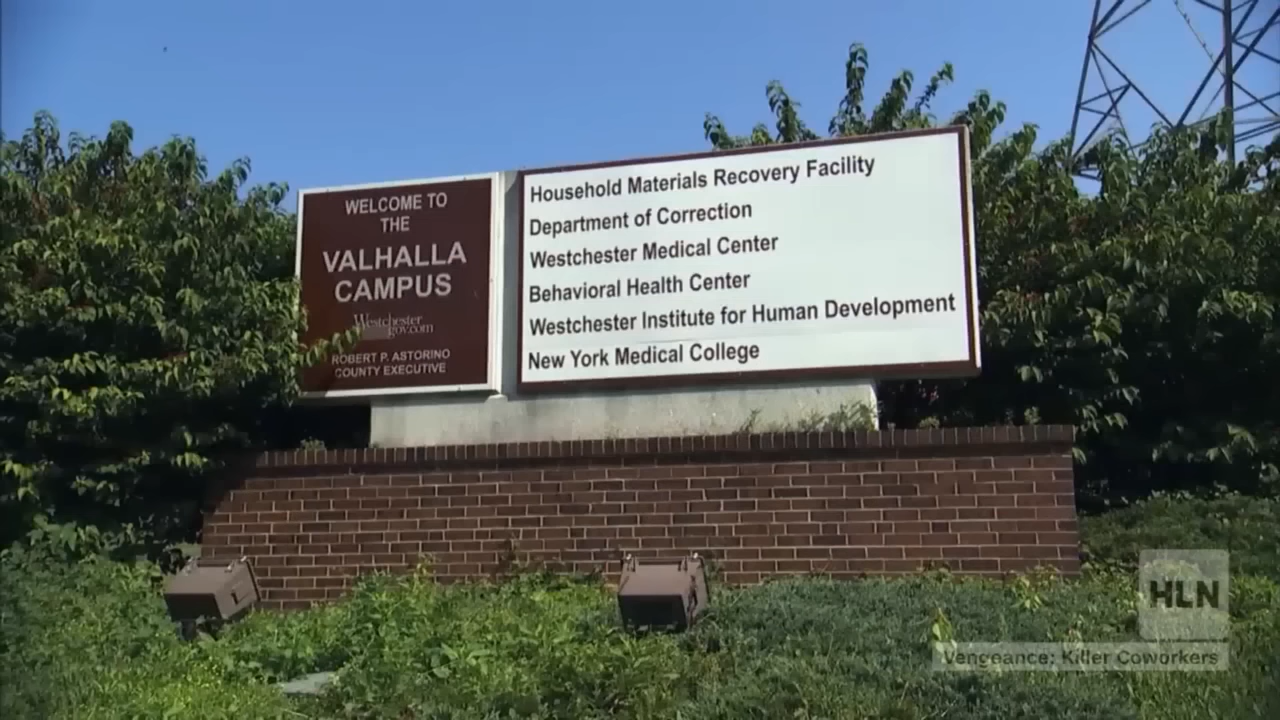 WELCOME TO
THE
VALHALLA
CAMPUS
Westchester
gov.com
ROBERT P. ASTORINO
COUNTY EXECUTIVE
Household Materials Recovery Facility
Department of Correction
Westchester Medical Center
Behavioral Health Center
Westchester Institute for Human Development
New York Medical College
HLN
Vengeance: Killer Coworkers